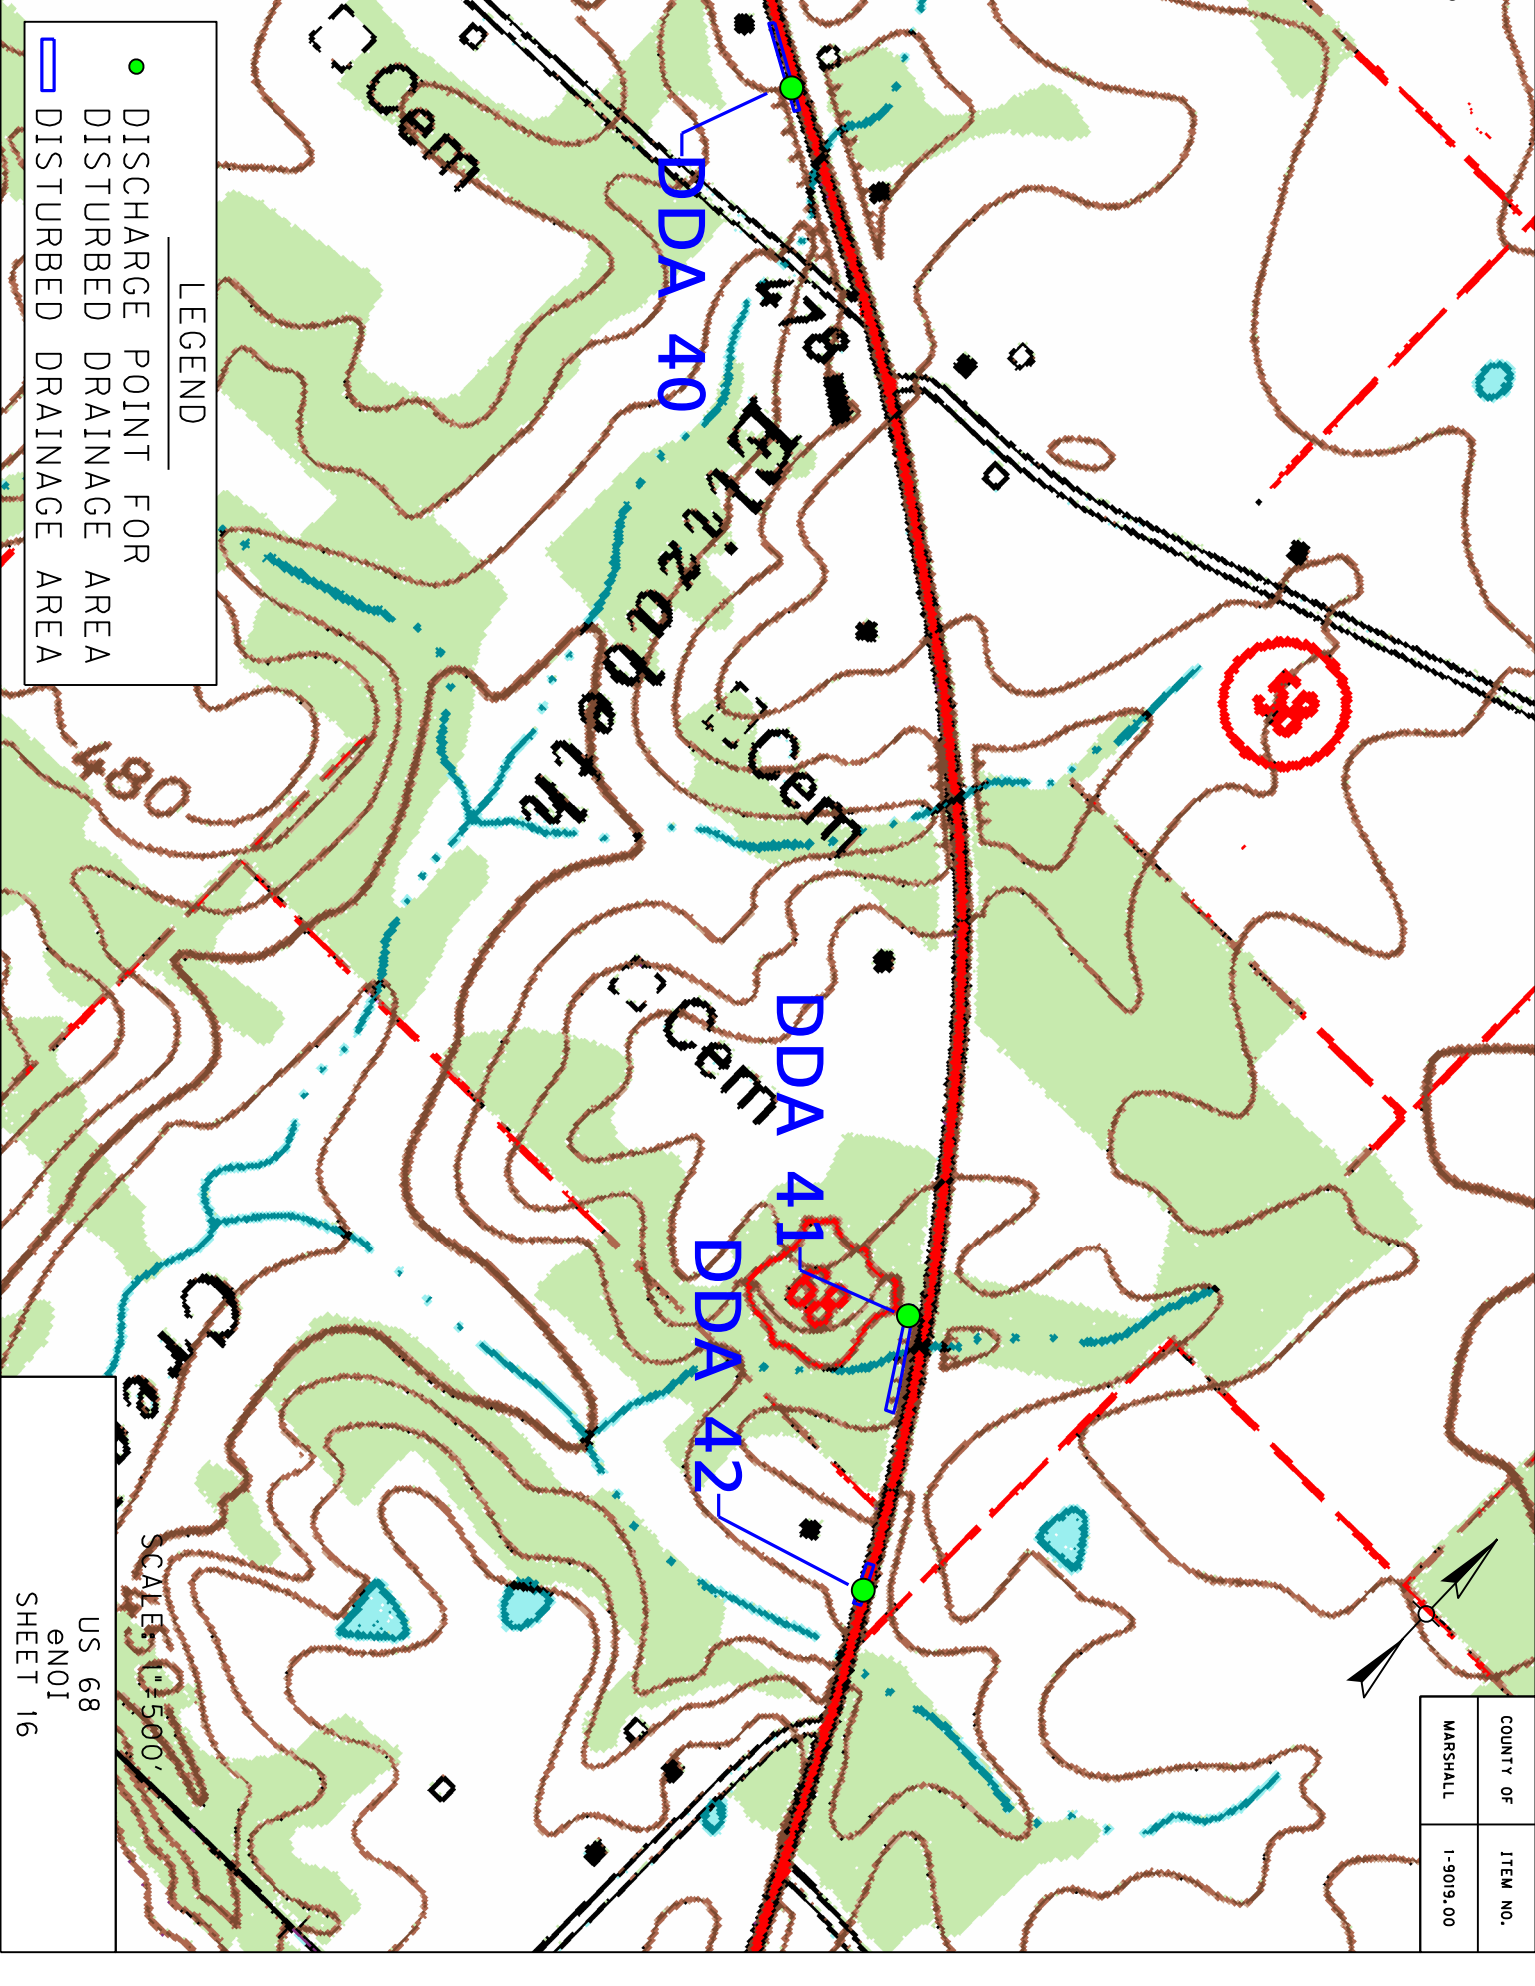 COUNTY OF
ITEM NO.
MARSHALL
1-9019.00
58
478
Elizabeth
Cem
Cem
Cem
DDA 40
DDA 41
DDA 42
68
480
Cree
LEGEND
DISCHARGE POINT FOR
DISTURBED DRAINAGE AREA
DISTURBED DRAINAGE AREA
SCALE: 1"=500'
US 68
eNOI
SHEET 16